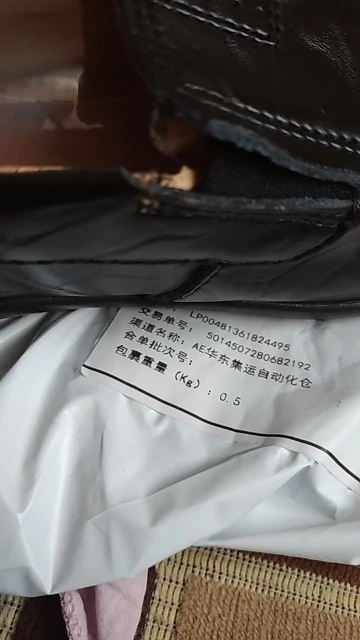 LP00481361824495
交易单号: 5014507280682192
渠道名称: AE华东集运自动化仓
合单批次号:
包裹重量 (Kg) : 0.5